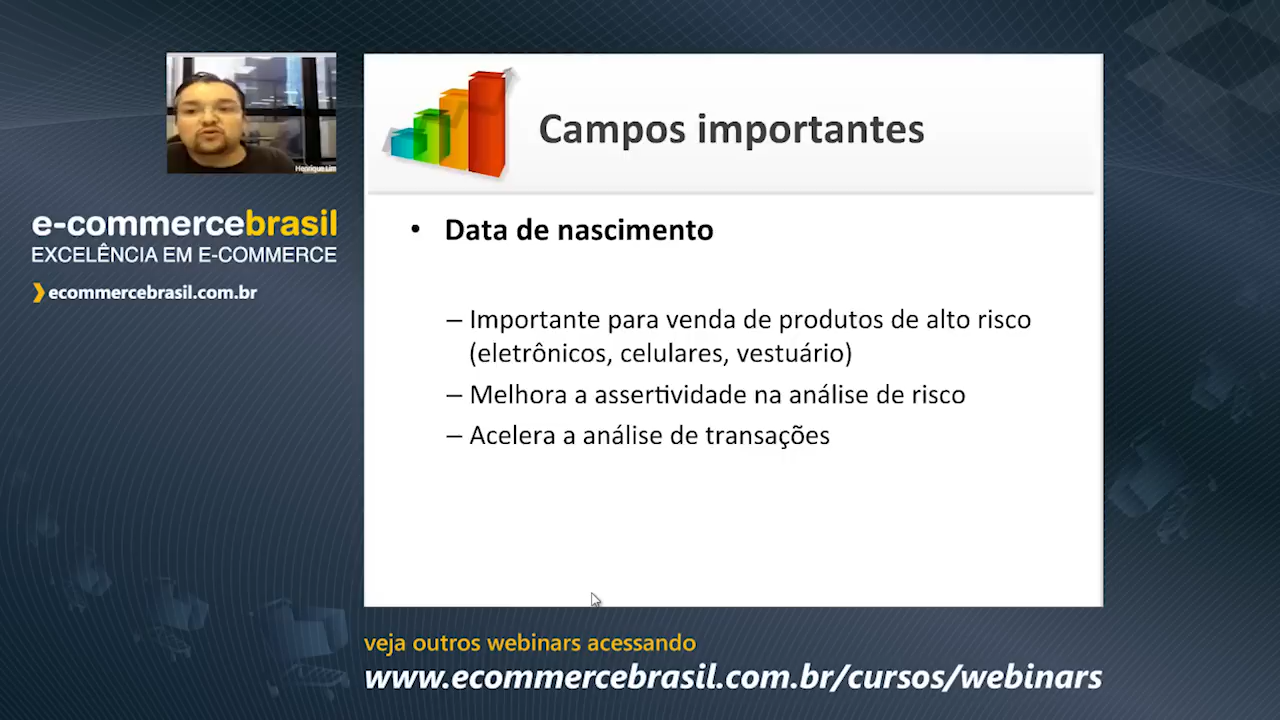 Henrique Lim
e-commercebrasil
EXCELÊNCIA EM E-COMMERCE
ecommercebrasil.com.br
Campos importantes
• Data de nascimento
– Importante para venda de produtos de alto risco
(eletrônicos, celulares, vestuário)
– Melhora a assertividade na análise de risco
– Acelera a análise de transações
veja outros webinars acessando
www.ecommercebrasil.com.br/cursos/webinars